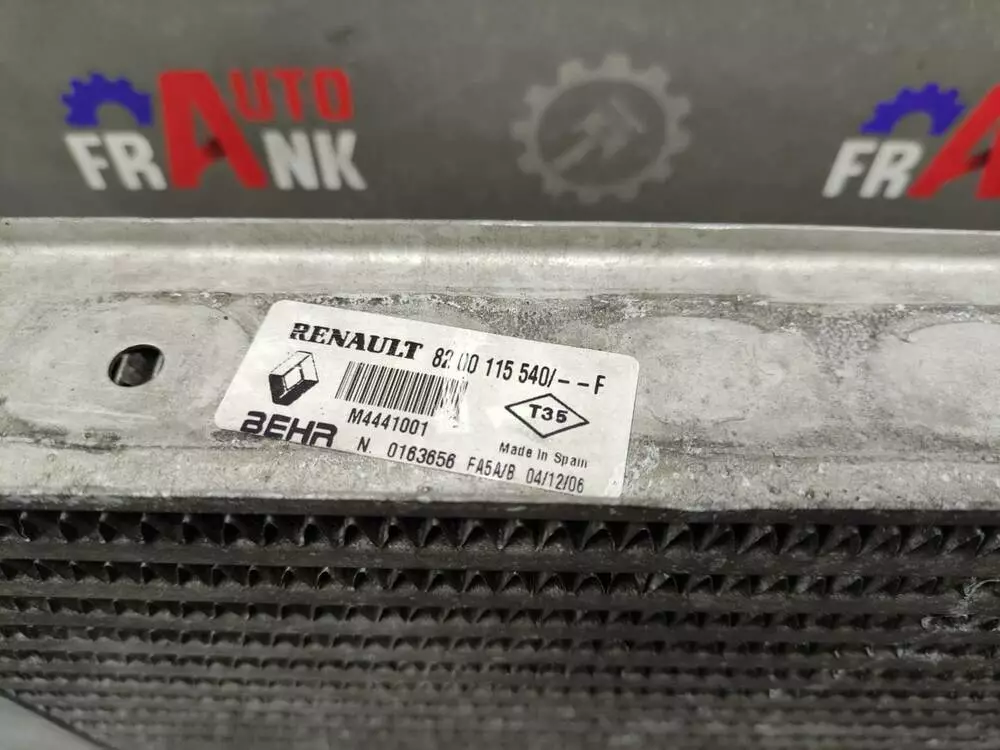 AUTO
FRANK
FRA
RENAULT 82 00 115 540/--F
M4441001
T35
BEHR
Made In Spain
N. 0163656 FA5A/B 04/12/06